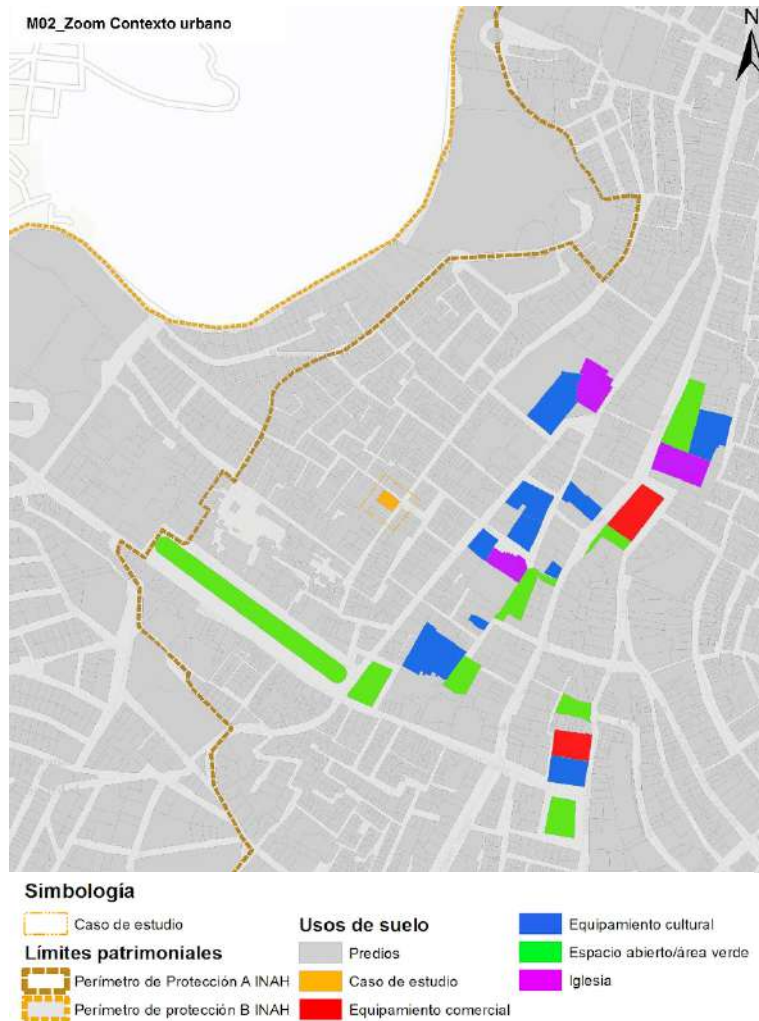 M02_Zoom Contexto urbano
N
Simbología
Caso de estudio
Límites patrimoniales
Perímetro de Protección A INAH
Perímetro de protección B INAH
Usos de suelo
Predios
Caso de estudio
Equipamiento comercial
Equipamiento cultural
Espacio abierto/área verde
Iglesia